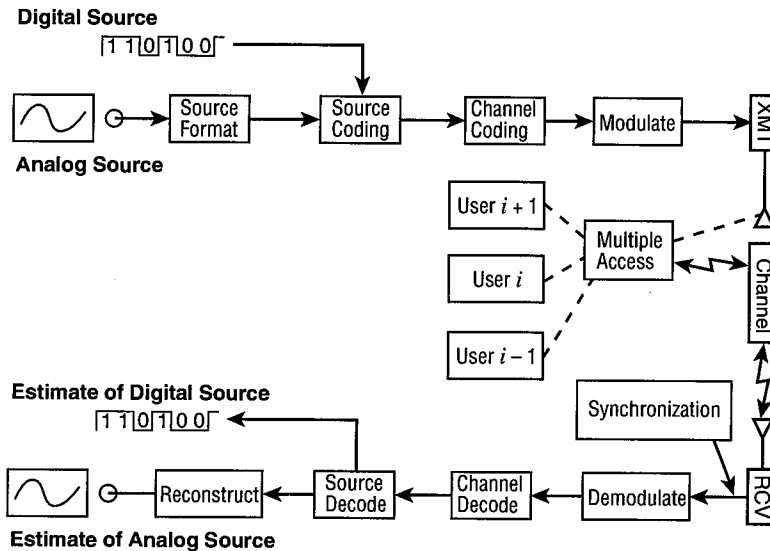 Digital Source
1 1 0 1 0 0
Source
Format
Source
Coding
Channel
Coding
Modulate
XMT
Analog Source
User i + 1
Multiple
Access
User i
Channel
User i – 1
Estimate of Digital Source
1 1 0 1 0 0
Synchronization
Reconstruct
Source
Decode
Channel
Decode
Demodulate
RCV
Estimate of Analog Source